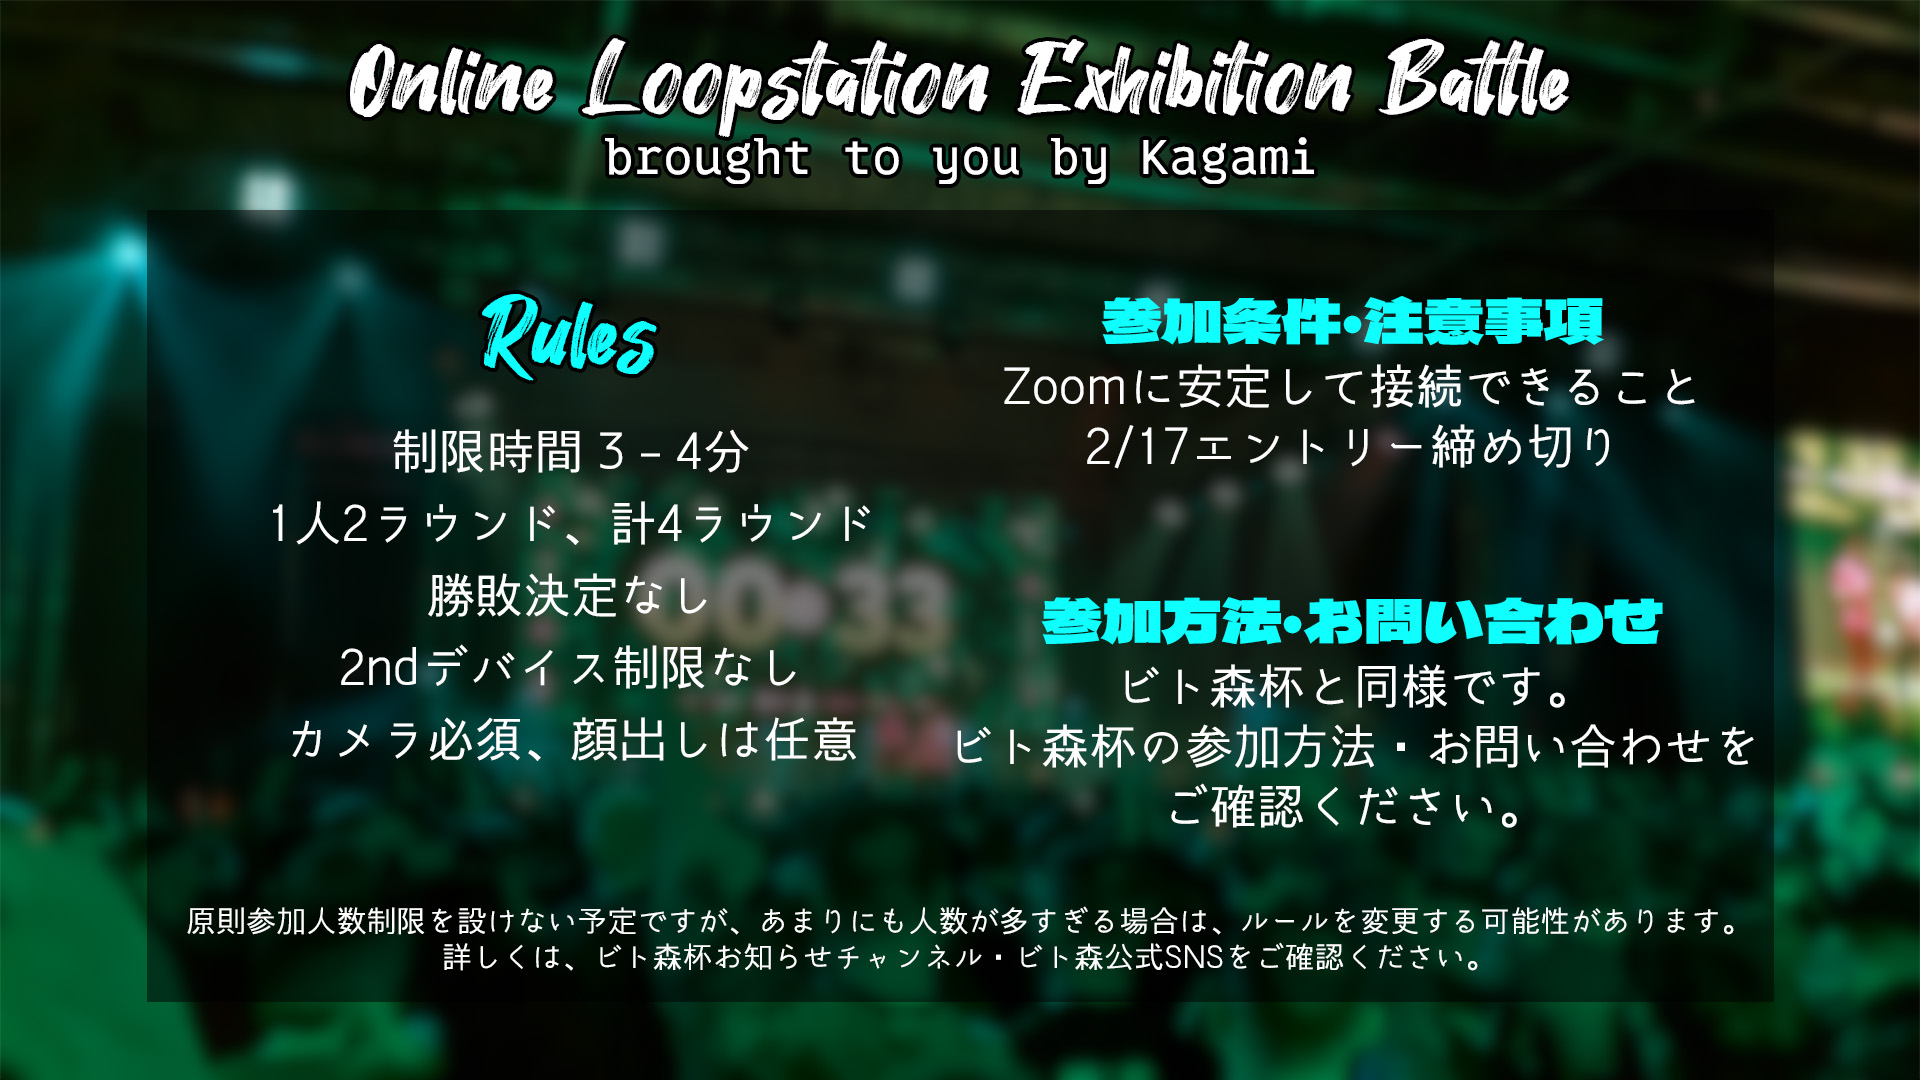 Online Loopstation Exhibition Battle
brought to you by Kagami
Rules
制限時間 3 – 4分
1人2ラウンド、計4ラウンド
勝敗決定なし
2ndデバイス制限なし
カメラ必須、顔出しは任意
参加条件・注意事項
Zoomに安定して接続できること
2/17エントリー締め切り
参加方法・お問い合わせ
ビト森杯と同様です。
ビト森杯の参加方法・お問い合わせを
ご確認ください。
原則参加人数制限を設けない予定ですが、あまりにも人数が多すぎる場合は、ルールを変更する可能性があります。
詳しくは、ビト森杯お知らせチャンネル・ビト森公式SNSをご確認ください。
00:33